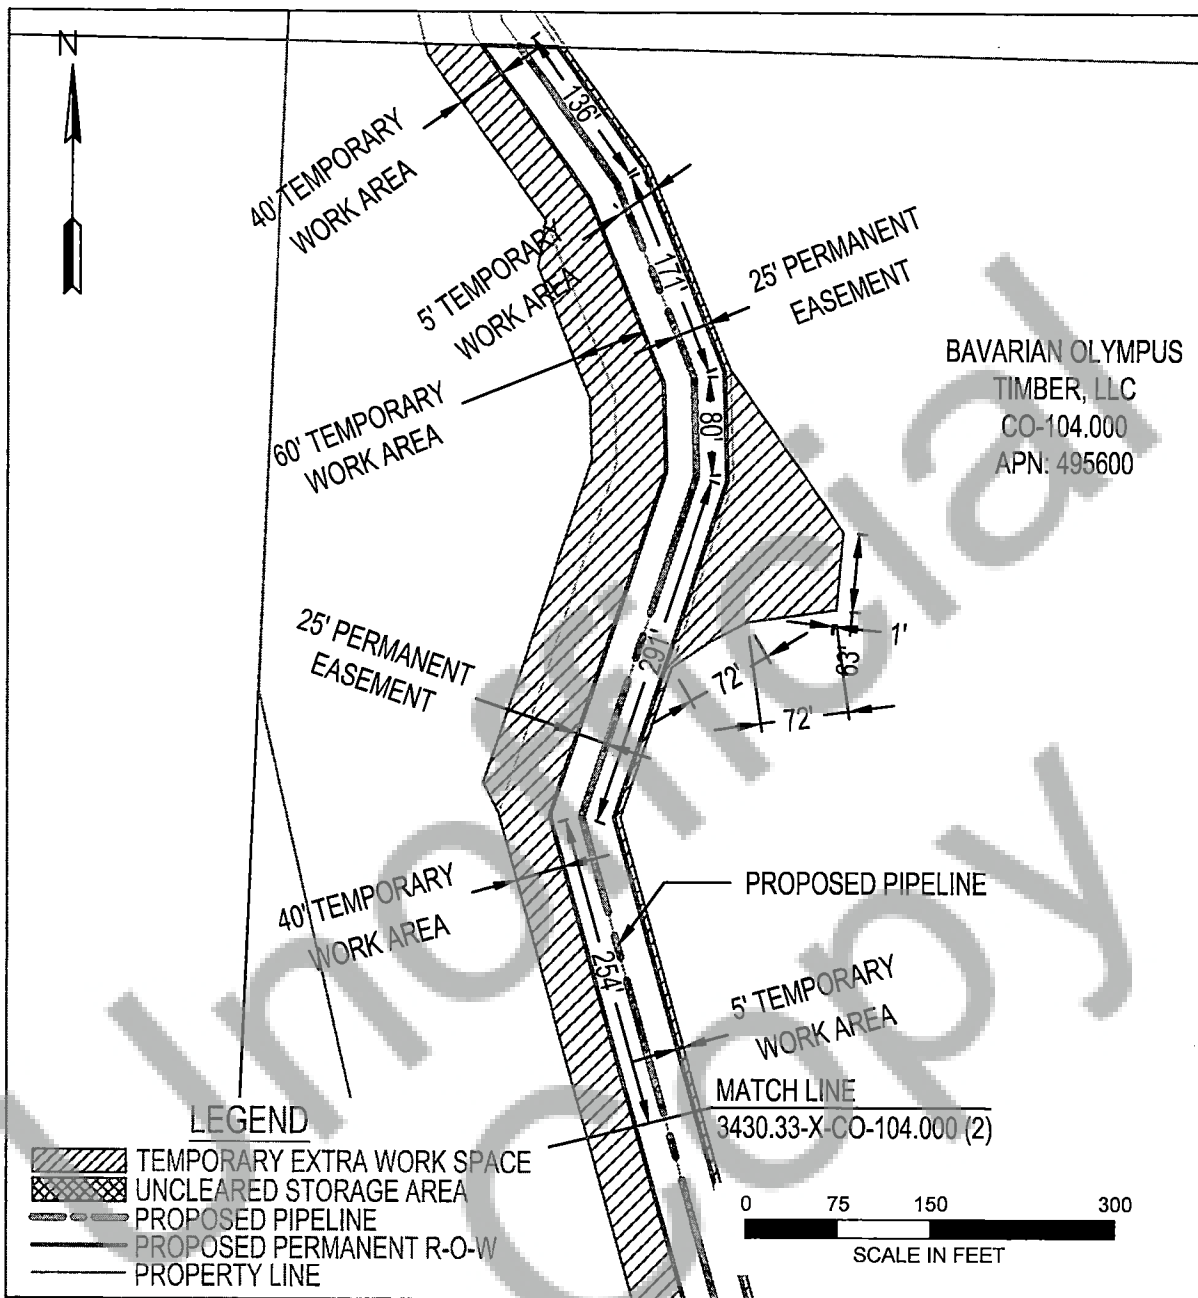 N
136'
40' TEMPORARY
WORK AREA
5' TEMPORARY
WORK AREA
171'
25' PERMANENT
EASEMENT
BAVARIAN OLYMPUS
TIMBER, LLC
CO-104.000
APN: 495600
60' TEMPORARY
WORK AREA
80'
25' PERMANENT
EASEMENT
291'
72'
1'
63'
72'
40' TEMPORARY
WORK AREA
254'
PROPOSED PIPELINE
5' TEMPORARY
WORK AREA
MATCH LINE
3430.33-X-CO-104.000 (2)
LEGEND
TEMPORARY EXTRA WORK SPACE
UNCLEARED STORAGE AREA
PROPOSED PIPELINE
PROPOSED PERMANENT R-O-W
PROPERTY LINE
0 75 150 300
SCALE IN FEET
Unofficial
Copy